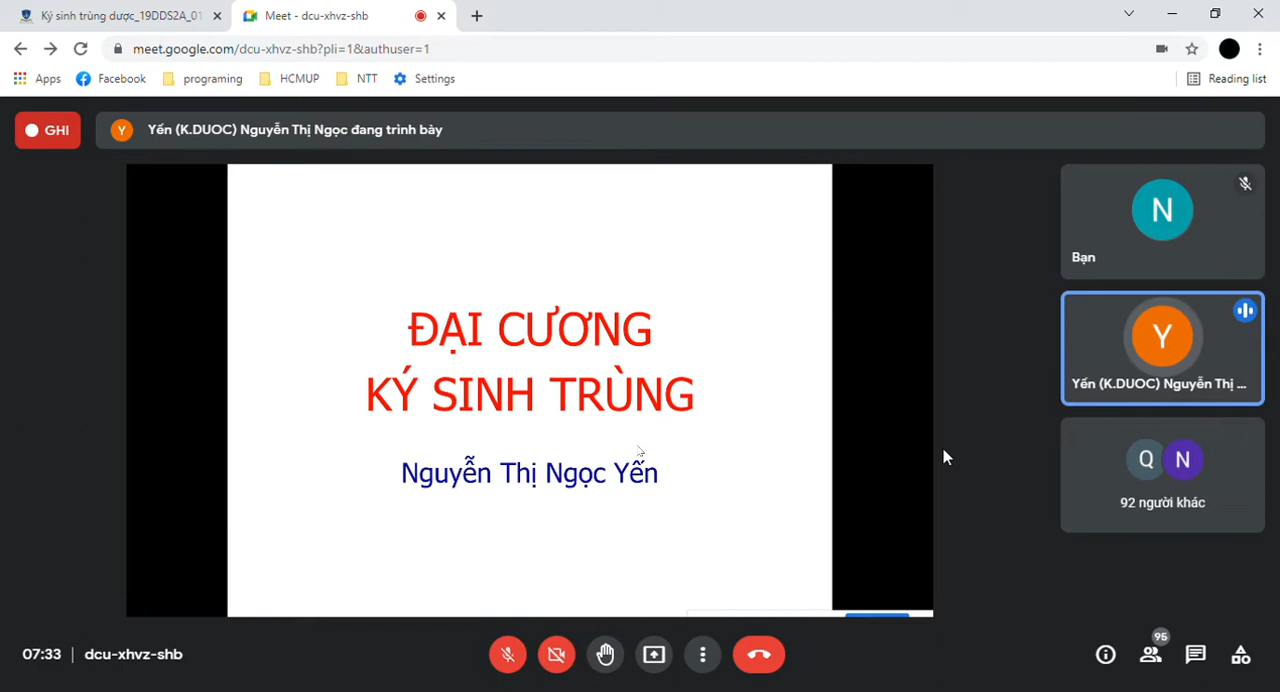 Ký sinh trùng dược_19DDS2A_01
Meet - dcu-xhvz-shb
meet.google.com/dcu-xhvz-shb?pli=1&authuser=1
Apps Facebook programing HCMUP NTT Settings Reading list
GHI
Y
Yến (K.DUOC) Nguyễn Thị Ngọc đang trình bày
ĐẠI CƯƠNG
KÝ SINH TRÙNG
Nguyễn Thị Ngọc Yến
N
Bạn
Y
Yến (K.DUOC) Nguyễn Thị ...
Q N
92 người khác
07:33 | dcu-xhvz-shb
95